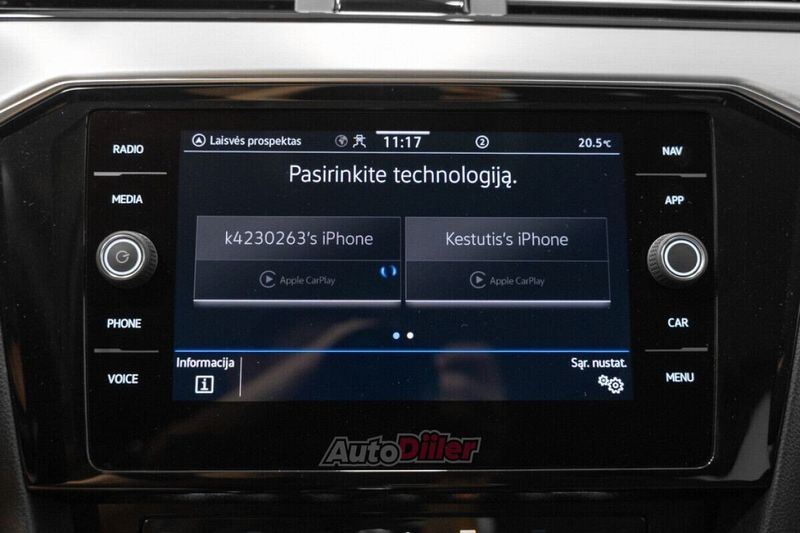 Laisvės prospektas 11:17 2 20.5°C
Pasirinkite technologiją.
k4230263's iPhone
Apple CarPlay
Kestutis's iPhone
Apple CarPlay
Informacija
i
Sąr. nustat.
RADIO
MEDIA
PHONE
VOICE
NAV
APP
CAR
MENU
AutoDiiler